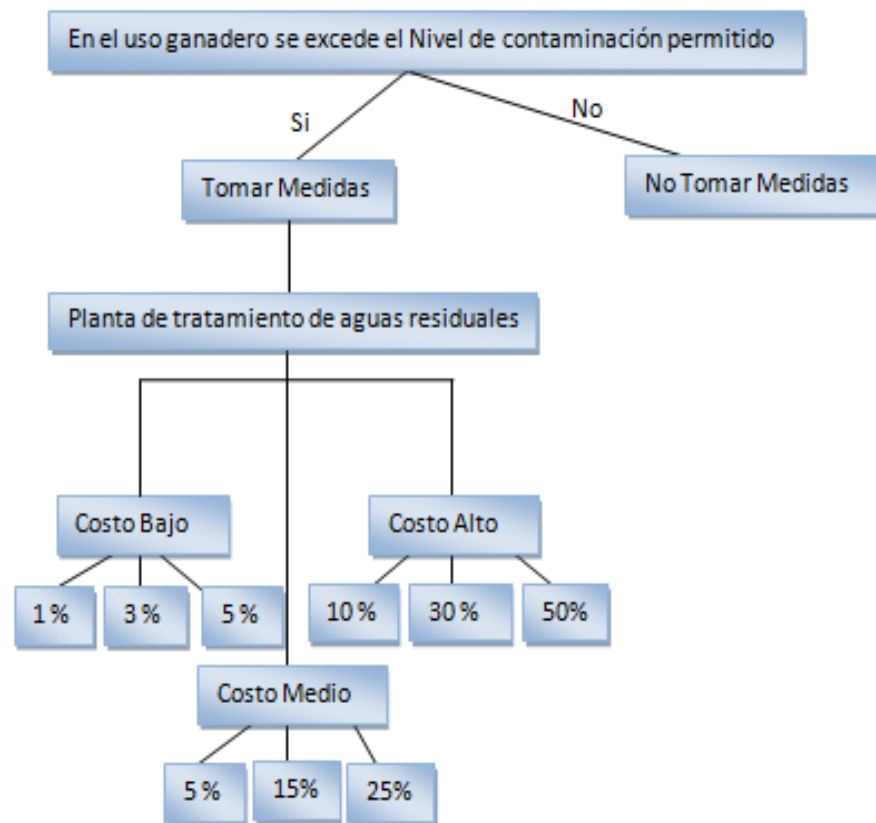 En el uso ganadero se excede el Nivel de contaminación permitido
Si
No
Tomar Medidas
No Tomar Medidas
Planta de tratamiento de aguas residuales
Costo Bajo
Costo Alto
1 %
3 %
5 %
10 %
30 %
50%
Costo Medio
5 %
15%
25%